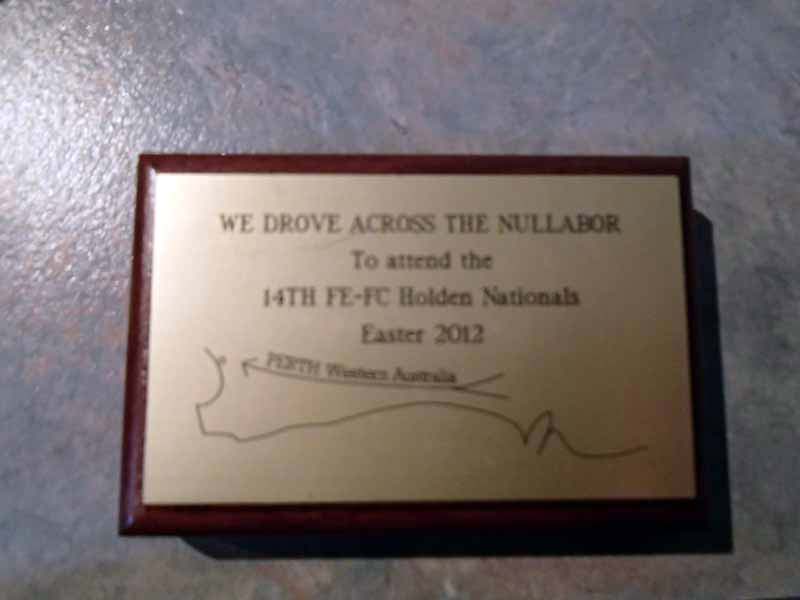 WE DROVE ACROSS THE NULLABOR
To attend the
14TH FE-FC Holden Nationals
Easter 2012
PERTH Western Australia